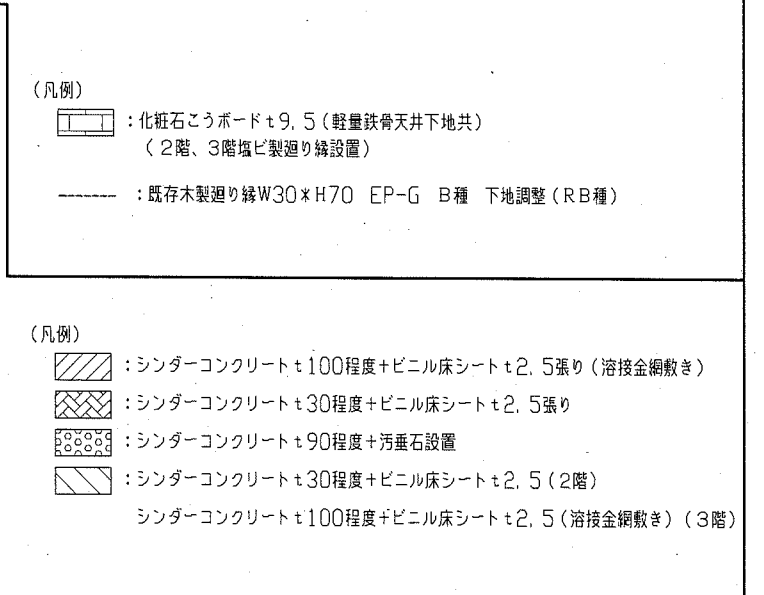 (凡例)
:化粧石こうボードt9.5(軽量鉄骨天井下地共)
(2階、3階塩ビ製廻り縁設置)
:既存木製廻り縁W30*H70 EP-G B種 下地調整(RB種)
(凡例)
:シンダーコンクリートt100程度+ビニル床シートt2.5張り(溶接金網敷き)
:シンダーコンクリートt30程度+ビニル床シートt2.5張り
:シンダーコンクリートt90程度+汚垂石設置
:シンダーコンクリートt30程度+ビニル床シートt2.5(2階)
シンダーコンクリートt100程度+ビニル床シートt2.5(溶接金網敷き)(3階)